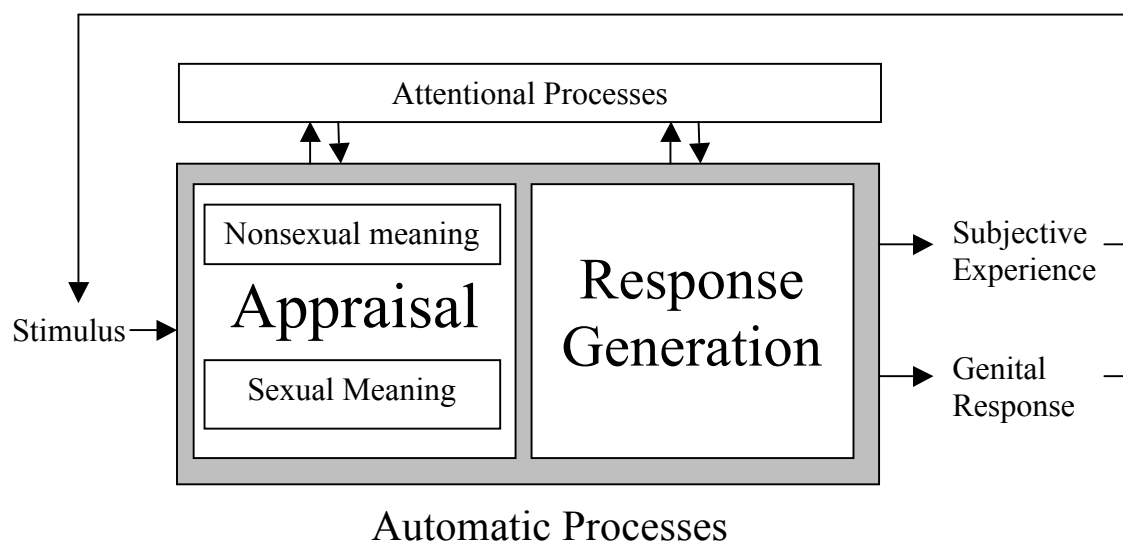 Attentional Processes
Nonsexual meaning
Appraisal
Sexual Meaning
Response
Generation
Stimulus
Subjective
Experience
Genital
Response
Automatic Processes